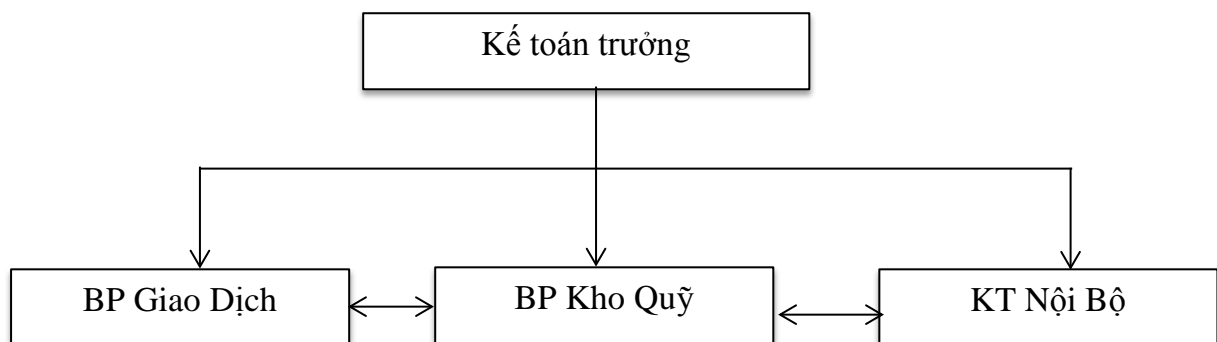 Kế toán trưởng
BP Giao Dịch
BP Kho Quỹ
KT Nội Bộ